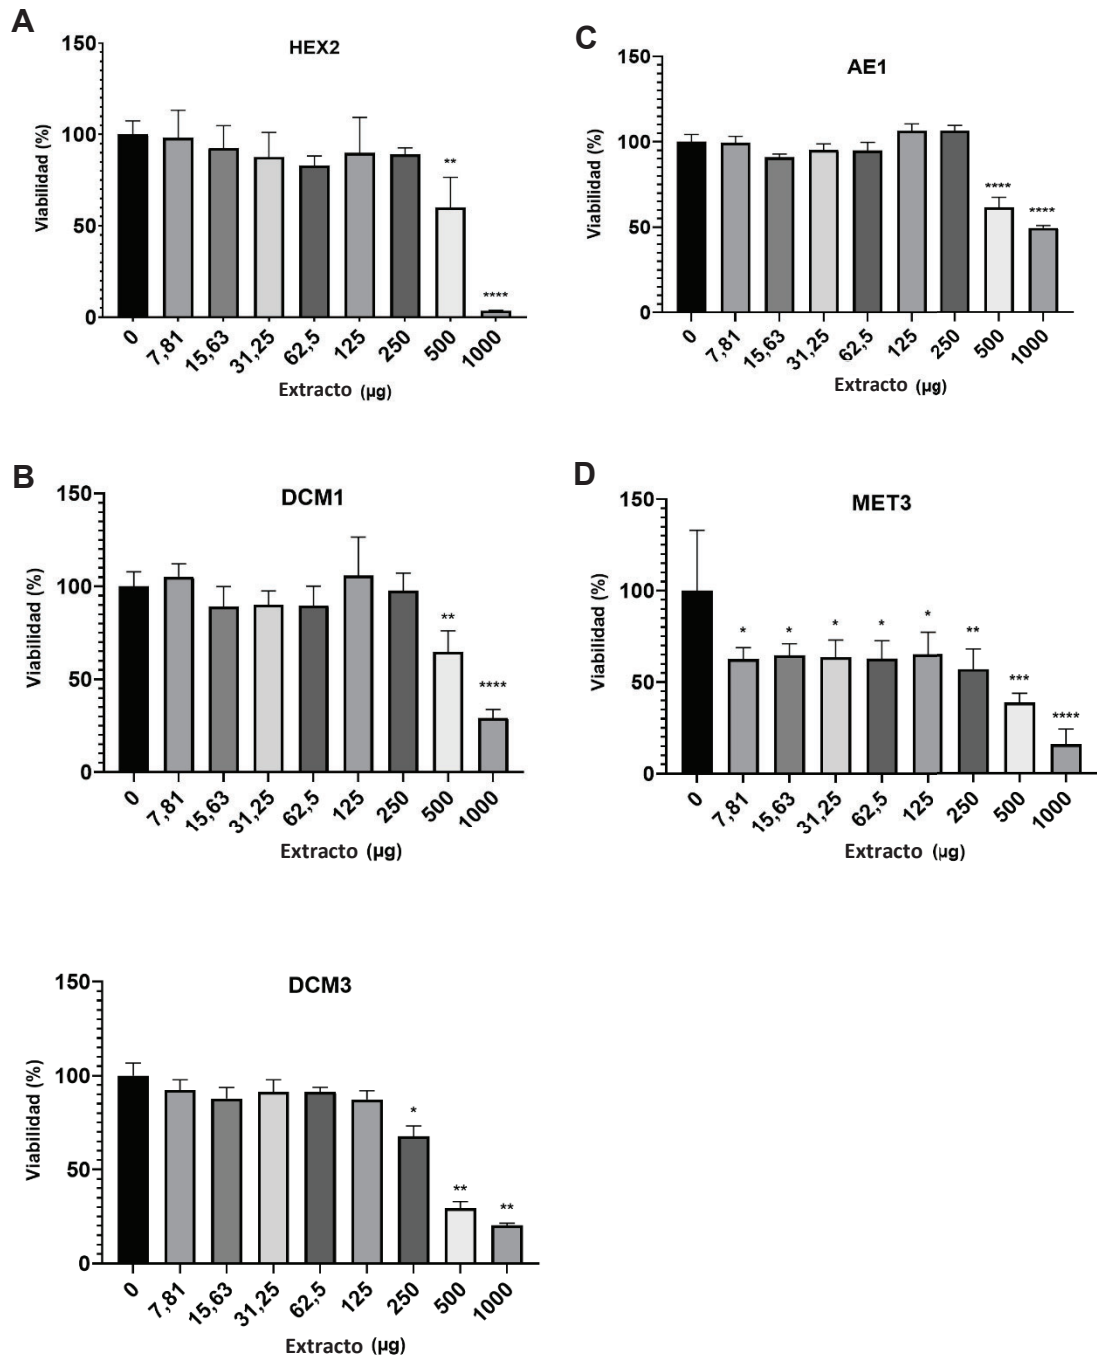 A
HEX2
Viabilidad (%)
150
100
50
0
**
****
0 7,81 15,63 31,25 62,5 125 250 500 1000
Extracto (µg)
C
AE1
Viabilidad (%)
150
100
50
0
****
****
0 7,81 15,63 31,25 62,5 125 250 500 1000
Extracto (µg)
B
DCM1
Viabilidad (%)
150
100
50
0
**
****
0 7,81 15,63 31,25 62,5 125 250 500 1000
Extracto (µg)
D
MET3
Viabilidad (%)
150
100
50
0
* * * * * ** *** ****
0 7,81 15,63 31,25 62,5 125 250 500 1000
Extracto (µg)
DCM3
Viabilidad (%)
150
100
50
0
*
**
**
0 7,81 15,63 31,25 62,5 125 250 500 1000
Extracto (µg)